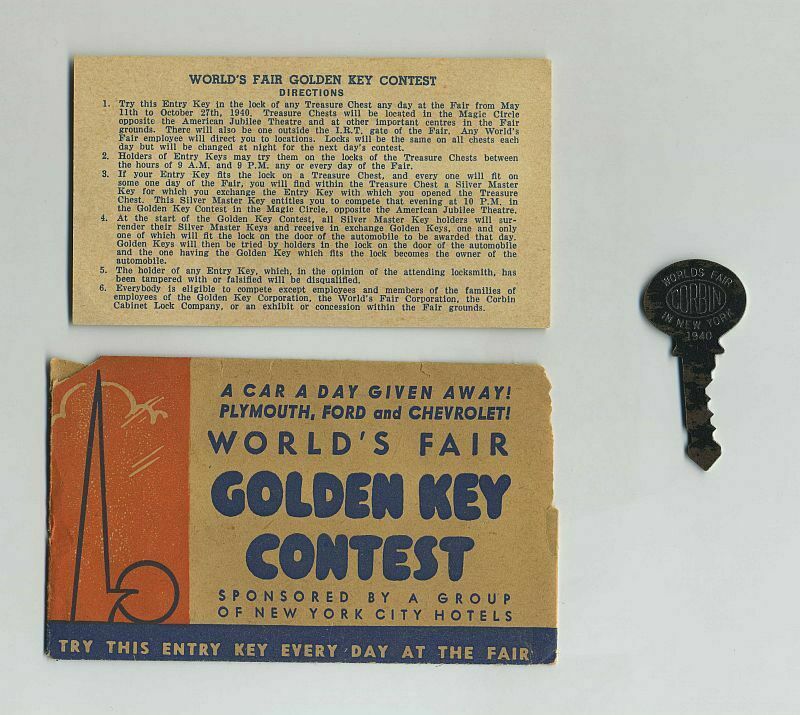 WORLD'S FAIR GOLDEN KEY CONTEST
DIRECTIONS
1. Try this Entry Key in the lock of any Treasure Chest any day at the Fair from May
11th to October 27th, 1940. Treasure Chests will be located in the Magic Circle
opposite the American Jubilee Theatre and at other important centres in the Fair
grounds. There will also be one outside the I.R.T. gate of the Fair. Any World's
Fair employee will direct you to locations. Locks will be the same on all chests each
day but will be changed at night for the next day's contest.
2. Holders of Entry Keys may try them on the locks of the Treasure Chests between
the hours of 9 A.M. and 9 P.M. any or every day of the Fair.
3. If your Entry Key fits the lock on a Treasure Chest, and every one will fit on
some one day of the Fair, you will find within the Treasure Chest a Silver Master
Key for which you exchange the Entry Key with which you opened the Treasure
Chest. This Silver Master Key entitles you to compete that evening at 10 P.M. in
the Golden Key Contest in the Magic Circle, opposite the American Jubilee Theatre.
4. At the start of the Golden Key Contest, all Silver Master Key holders will sur-
render their Silver Master Keys and receive in exchange Golden Keys, one and only
one of which will fit the lock on the door of the automobile to be awarded that day.
Golden Keys will then be tried by holders in the lock on the door of the automobile
and the one having the Golden Key which fits the lock becomes the owner of the
automobile.
5. The holder of any Entry Key, which, in the opinion of the attending locksmith, has
been tampered with or falsified will be disqualified.
6. Everybody is eligible to compete except employees and members of the families of
employees of the Golden Key Corporation, the World's Fair Corporation, the Corbin
Cabinet Lock Company, or an exhibit or concession within the Fair grounds.
WORLDS FAIR
CORBIN
IN NEW YORK
1940
A CAR A DAY GIVEN AWAY!
PLYMOUTH, FORD and CHEVROLET!
WORLD'S FAIR
GOLDEN KEY
CONTEST
SPONSORED BY A GROUP
OF NEW YORK CITY HOTELS
TRY THIS ENTRY KEY EVERY DAY AT THE FAIR